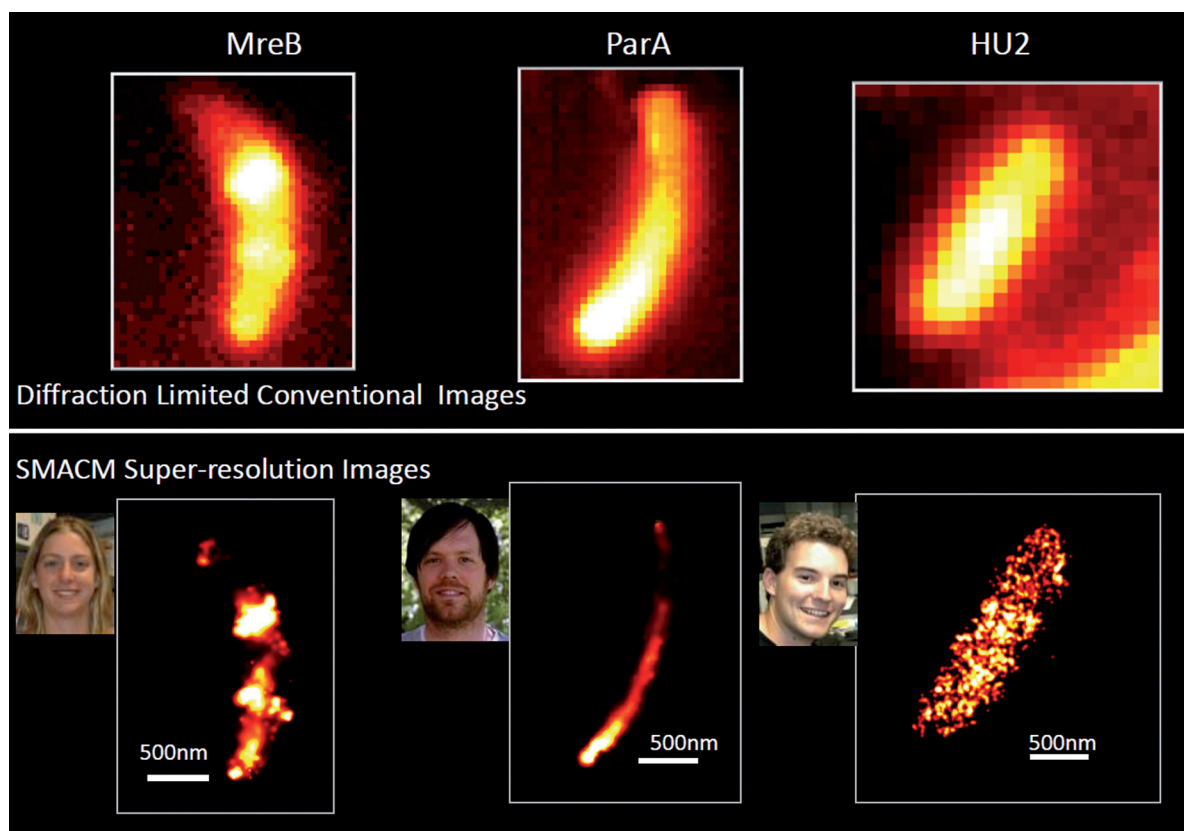 MreB
ParA
HU2
Diffraction Limited Conventional  Images
SMACM Super-resolution Images
500nm
500nm
500nm